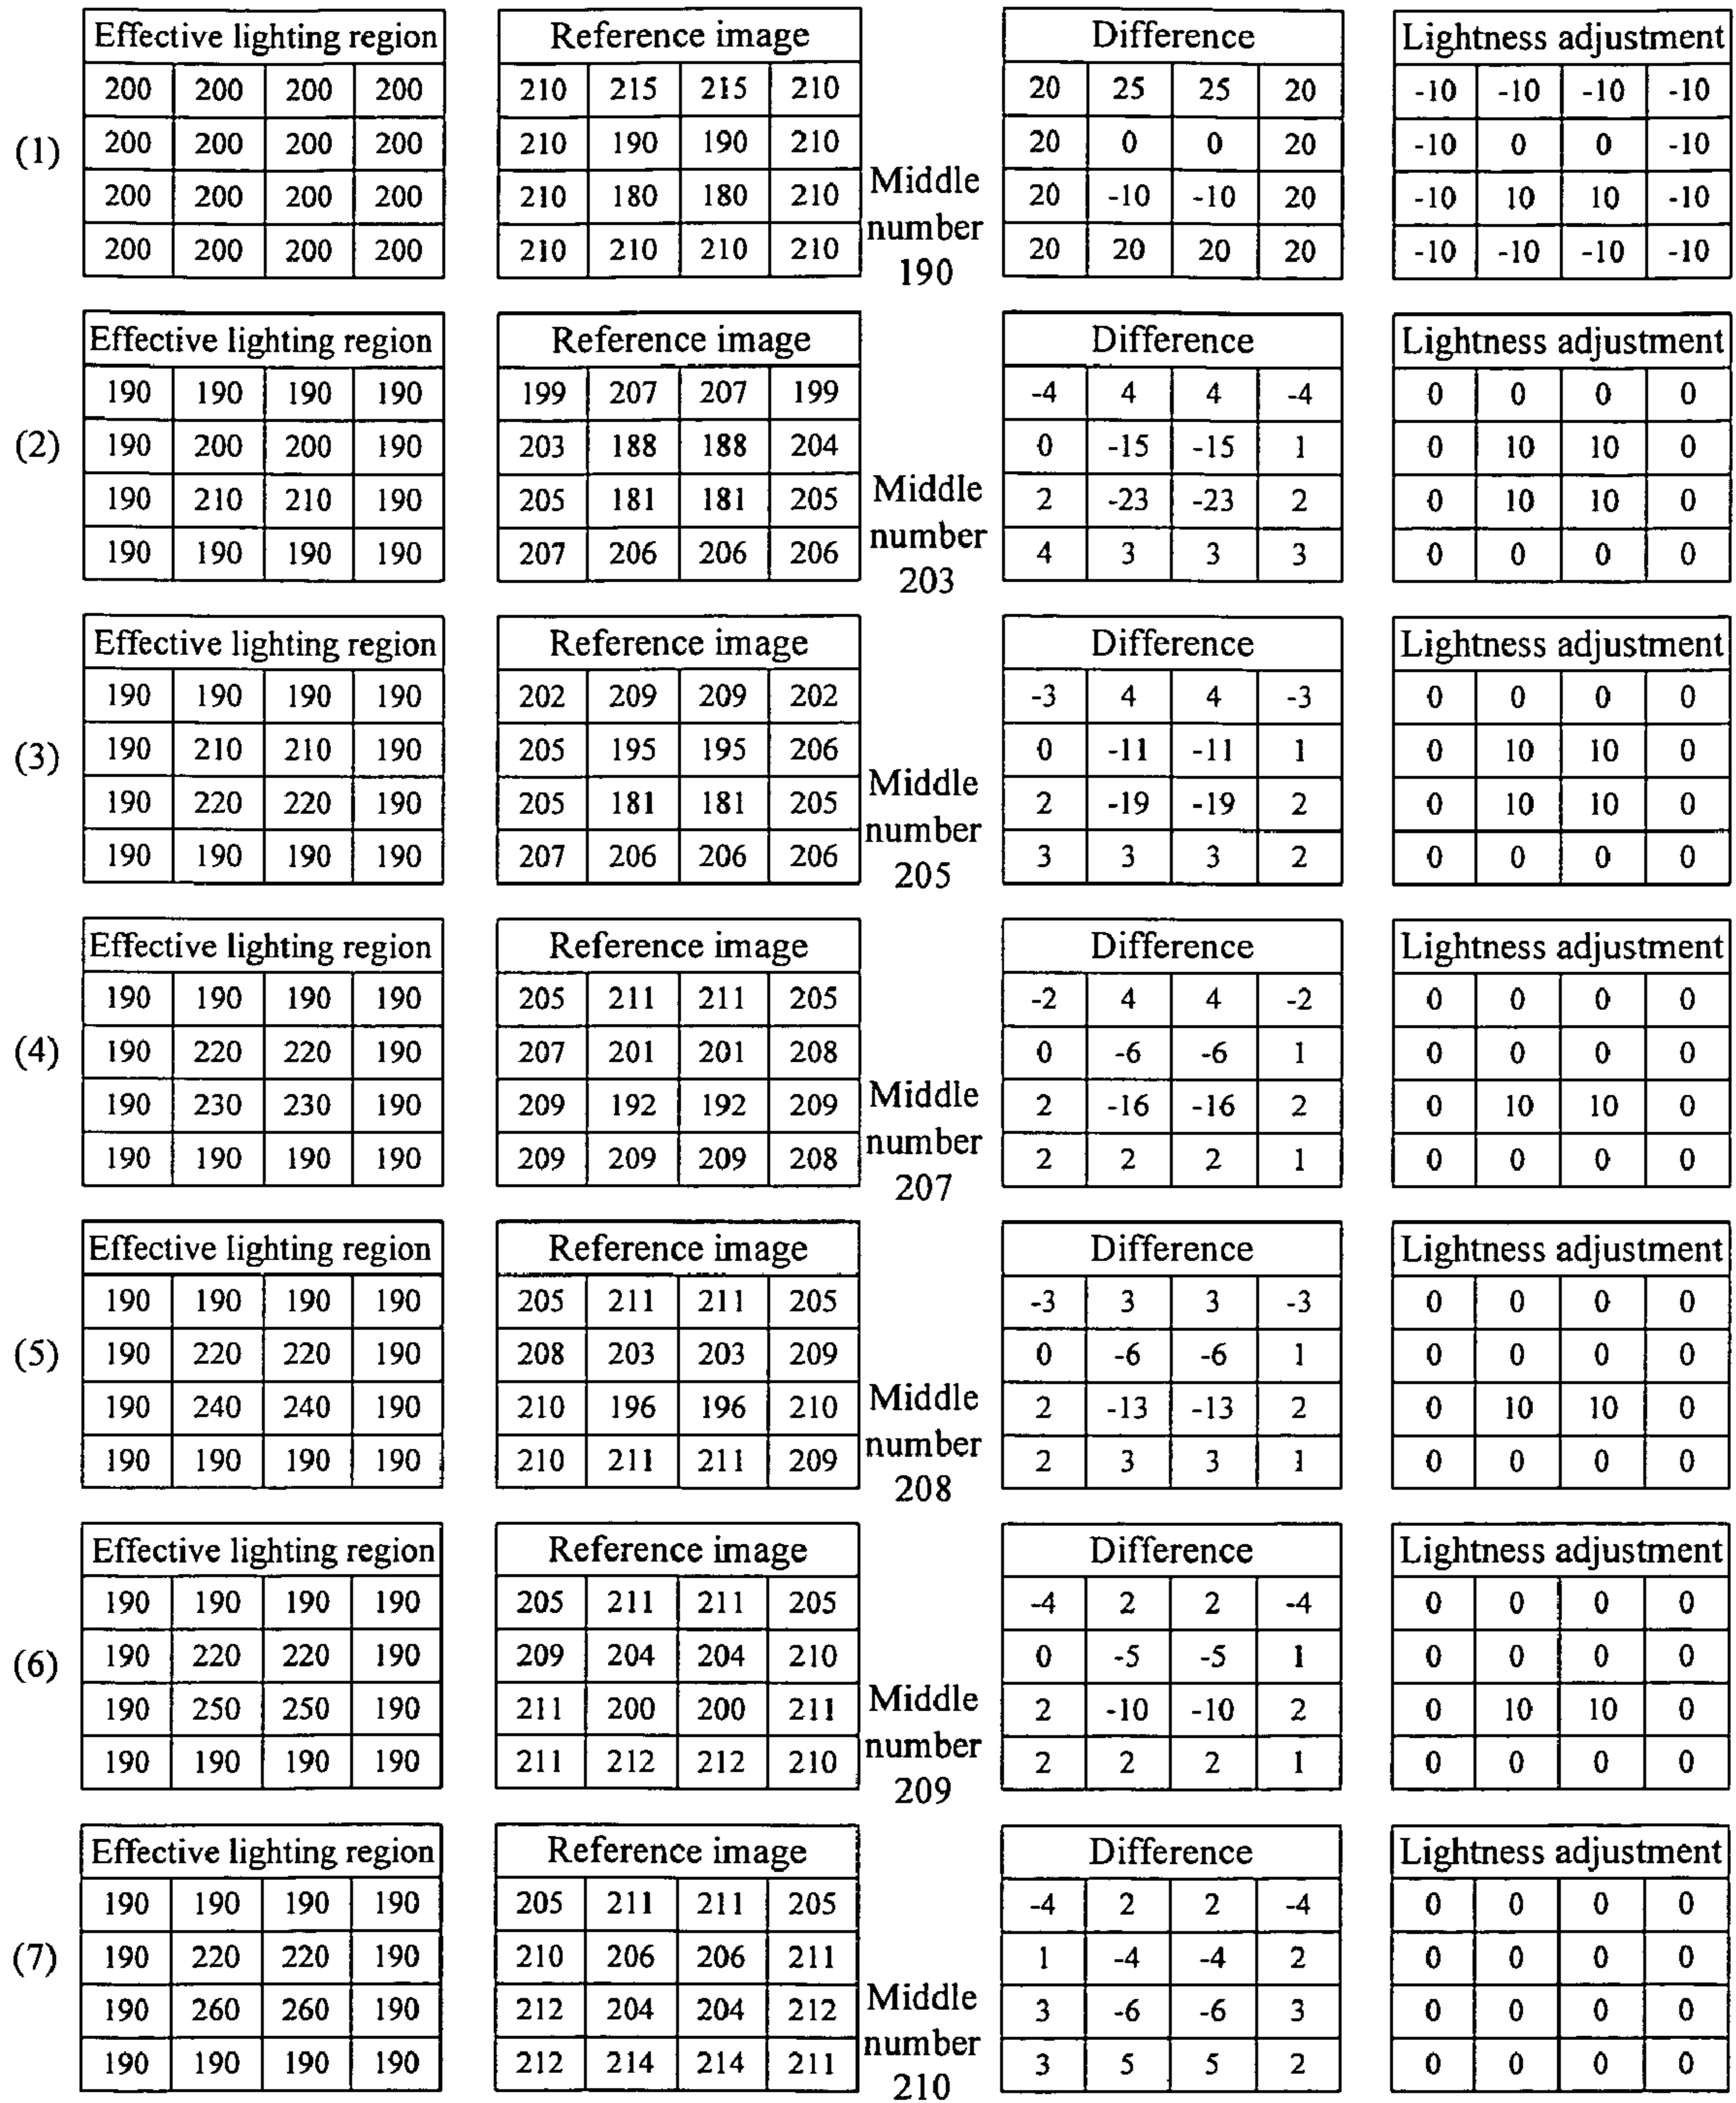 Effective lighting region Reference image Difference Lightness adjustment
200 200 200 200 210 215 215 210 20 25 25 20 -10 -10 -10 -10
(1) 200 200 200 200 210 190 190 210 20 0 0 20 -10 0 0 -10
200 200 200 200 210 180 180 210 Middle 20 -10 -10 20 -10 10 10 -10
200 200 200 200 210 210 210 210 number 20 20 20 20 -10 -10 -10 -10
190
Effective lighting region Reference image Difference Lightness adjustment
190 190 190 190 199 207 207 199 -4 4 4 -4 0 0 0 0
(2) 190 200 200 190 203 188 188 204 0 -15 -15 1 0 10 10 0
190 210 210 190 205 181 181 205 Middle 2 -23 -23 2 0 10 10 0
190 190 190 190 207 206 206 206 number 4 3 3 3 0 0 0 0
203
Effective lighting region Reference image Difference Lightness adjustment
190 190 190 190 202 209 209 202 -3 4 4 -3 0 0 0 0
(3) 190 210 210 190 205 195 195 206 0 -11 -11 1 0 10 10 0
190 220 220 190 205 181 181 205 Middle 2 -19 -19 2 0 10 10 0
190 190 190 190 207 206 206 206 number 3 3 3 2 0 0 0 0
205
Effective lighting region Reference image Difference Lightness adjustment
190 190 190 190 205 211 211 205 -2 4 4 -2 0 0 0 0
(4) 190 220 220 190 207 201 201 208 0 -6 -6 1 0 0 0 0
190 230 230 190 209 192 192 209 Middle 2 -16 -16 2 0 10 10 0
190 190 190 190 209 209 209 208 number 2 2 2 1 0 0 0 0
207
Effective lighting region Reference image Difference Lightness adjustment
190 190 190 190 205 211 211 205 -3 3 3 -3 0 0 0 0
(5) 190 220 220 190 208 203 203 209 0 -6 -6 1 0 0 0 0
190 240 240 190 210 196 196 210 Middle 2 -13 -13 2 0 10 10 0
190 190 190 190 210 211 211 209 number 2 3 3 1 0 0 0 0
208
Effective lighting region Reference image Difference Lightness adjustment
190 190 190 190 205 211 211 205 -4 2 2 -4 0 0 0 0
(6) 190 220 220 190 209 204 204 210 0 -5 -5 1 0 0 0 0
190 250 250 190 211 200 200 211 Middle 2 -10 -10 2 0 10 10 0
190 190 190 190 211 212 212 210 number 2 2 2 1 0 0 0 0
209
Effective lighting region Reference image Difference Lightness adjustment
190 190 190 190 205 211 211 205 -4 2 2 -4 0 0 0 0
(7) 190 220 220 190 210 206 206 211 1 -4 -4 2 0 0 0 0
190 260 260 190 212 204 204 212 Middle 3 -6 -6 3 0 0 0 0
190 190 190 190 212 214 214 211 number 3 5 5 2 0 0 0 0
210